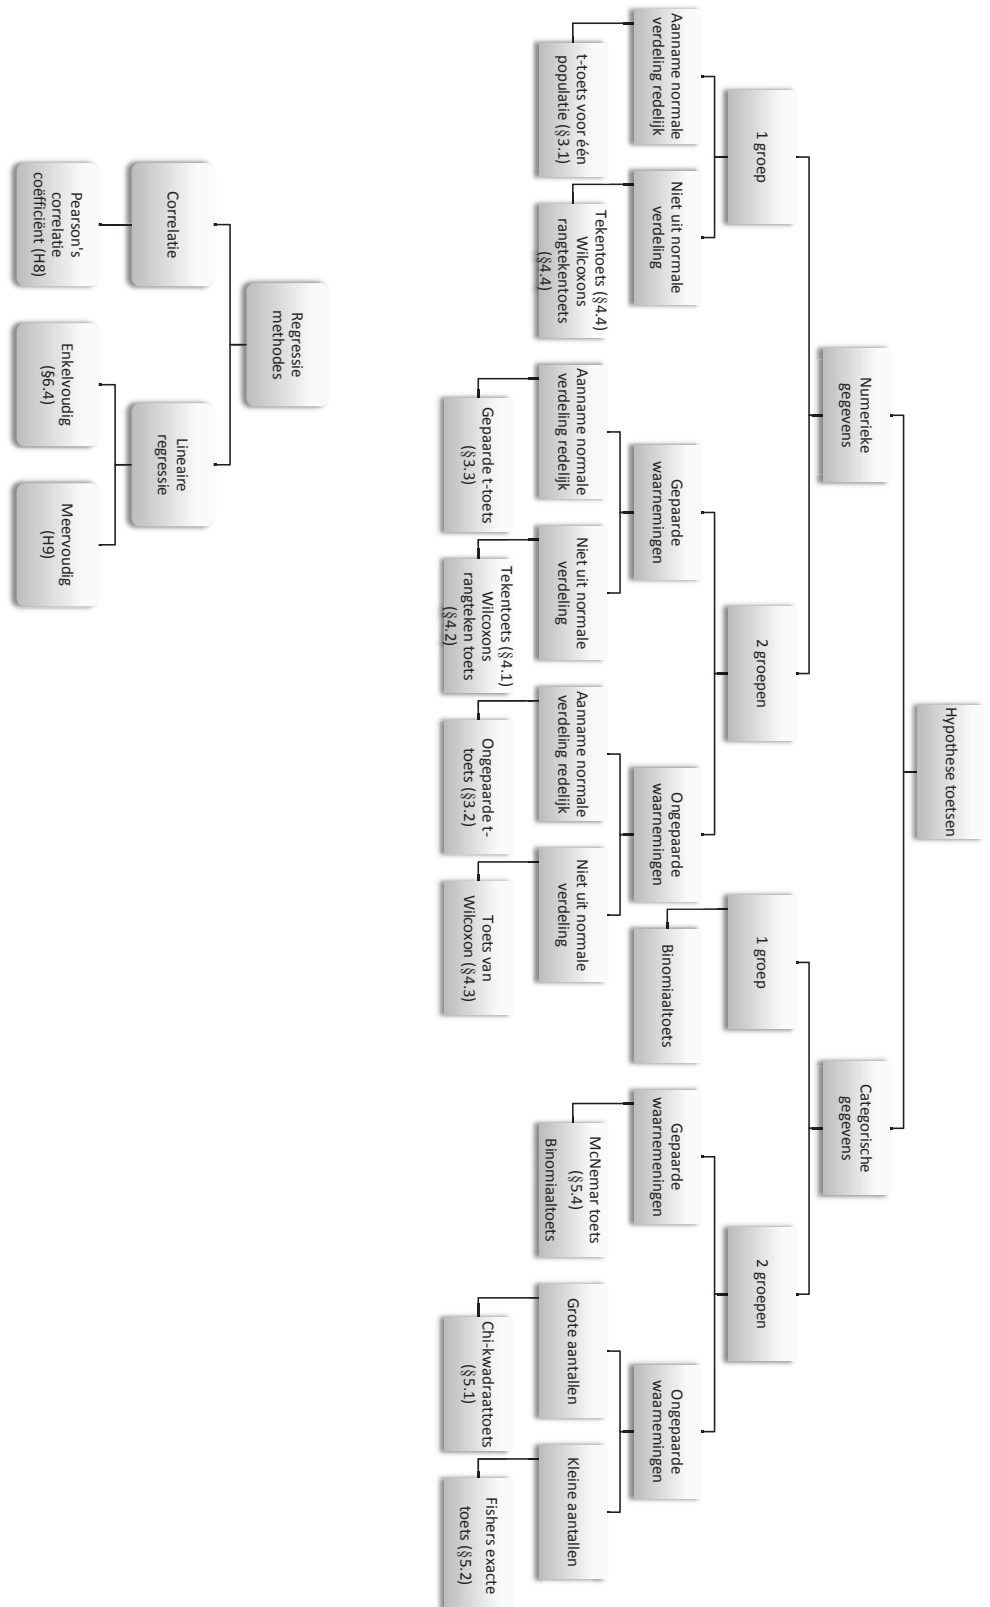 Hypothese toetsen
Numerieke
gegevens
Categorische
gegevens
1 groep
2 groepen
1 groep
2 groepen
Aanname normale
verdeling redelijk
Niet uit normale
verdeling
Gepaarde
waarnemingen
Ongepaarde
waarnemingen
Binomiaaltoets
Gepaarde
waarnemeningen
Ongepaarde
waarnemingen
t-toets voor één
populatie (§3.1)
Tekentoets (§4.4)
Wilcoxons
rangtekentoets
(§4.4)
Aanname normale
verdeling redelijk
Niet uit normale
verdeling
Aanname normale
verdeling redelijk
Niet uit normale
verdeling
McNemar toets
(§5.4)
Binomiaaltoets
Grote aantallen
Kleine aantallen
Gepaarde t-toets
(§3.3)
Tekentoets (§4.1)
Wilcoxons
rangteken toets
(§4.2)
Ongepaarde t-
toets (§3.2)
Toets van
Wilcoxon (§4.3)
Chi-kwadraattoets
(§5.1)
Fishers exacte
toets (§5.2)
Regressie
methodes
Correlatie
Lineaire
regressie
Pearson's
correlatie
coëfficiënt (H8)
Enkelvoudig
(§6.4)
Meervoudig
(H9)